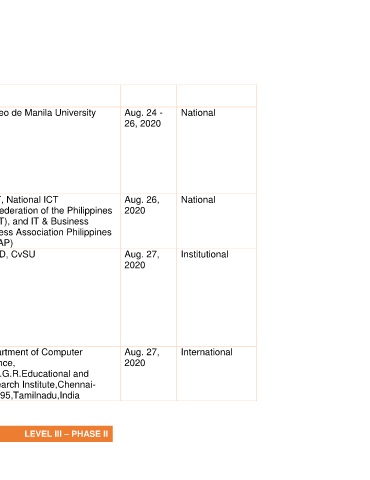 eo de Manila University Aug. 24 - National
26, 2020
, National ICT Aug. 26, National
ederation of the Philippines 2020
T), and IT & Business
ess Association Philippines
AP)
D, CvSU Aug. 27, Institutional
2020
artment of Computer Aug. 27, International
nce, 2020
.G.R.Educational and
earch Institute,Chennai-
95,Tamilnadu,India
LEVEL III – PHASE II